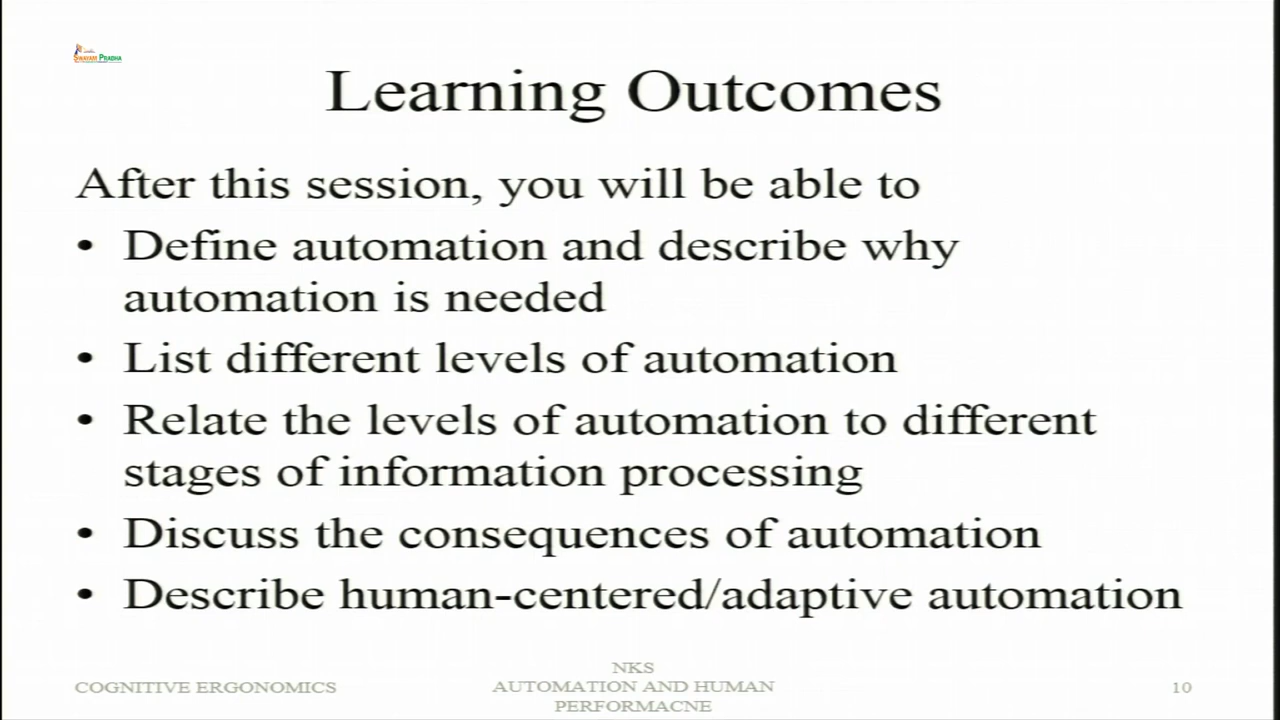 SWAYAM PRABHA
Learning Outcomes
After this session, you will be able to
• Define automation and describe why
automation is needed
• List different levels of automation
• Relate the levels of automation to different
stages of information processing
• Discuss the consequences of automation
• Describe human-centered/adaptive automation
COGNITIVE ERGONOMICS
NKS
AUTOMATION AND HUMAN
PERFORMACNE
10